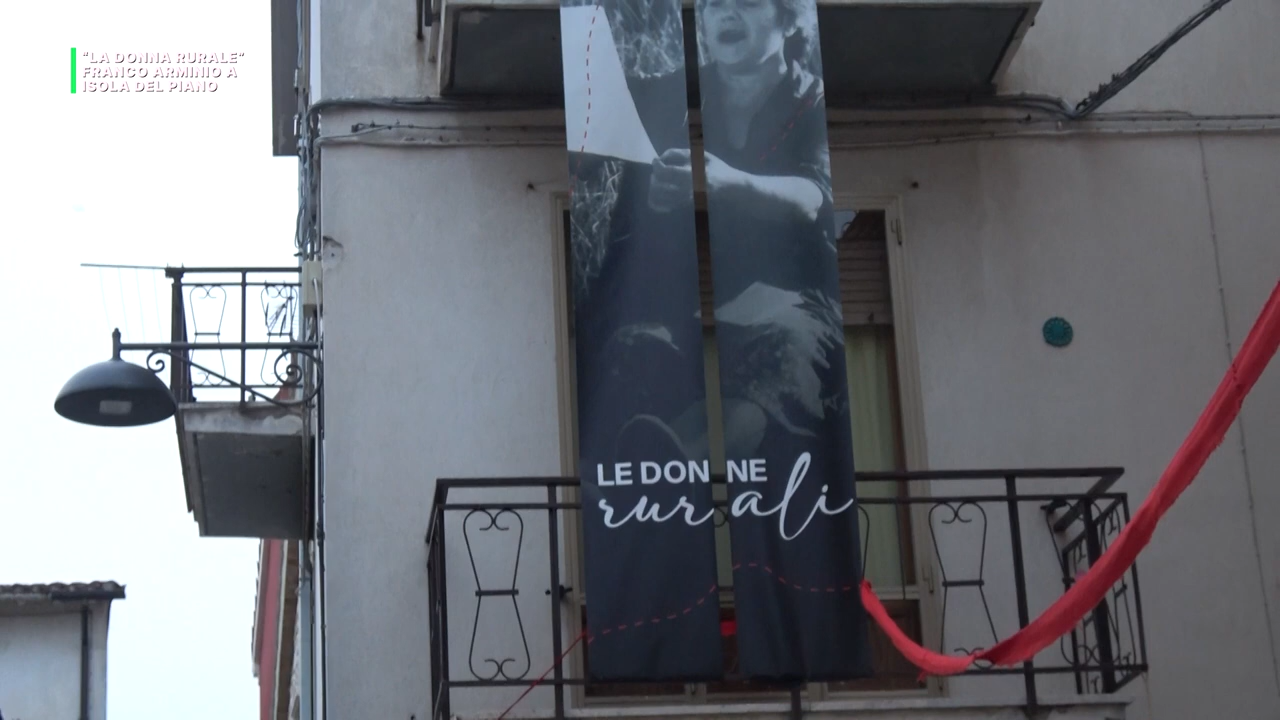 "LA DONNA RURALE"
FRANCO ARMINIO A
ISOLA DEL PIANO
LE DONNE
rurali